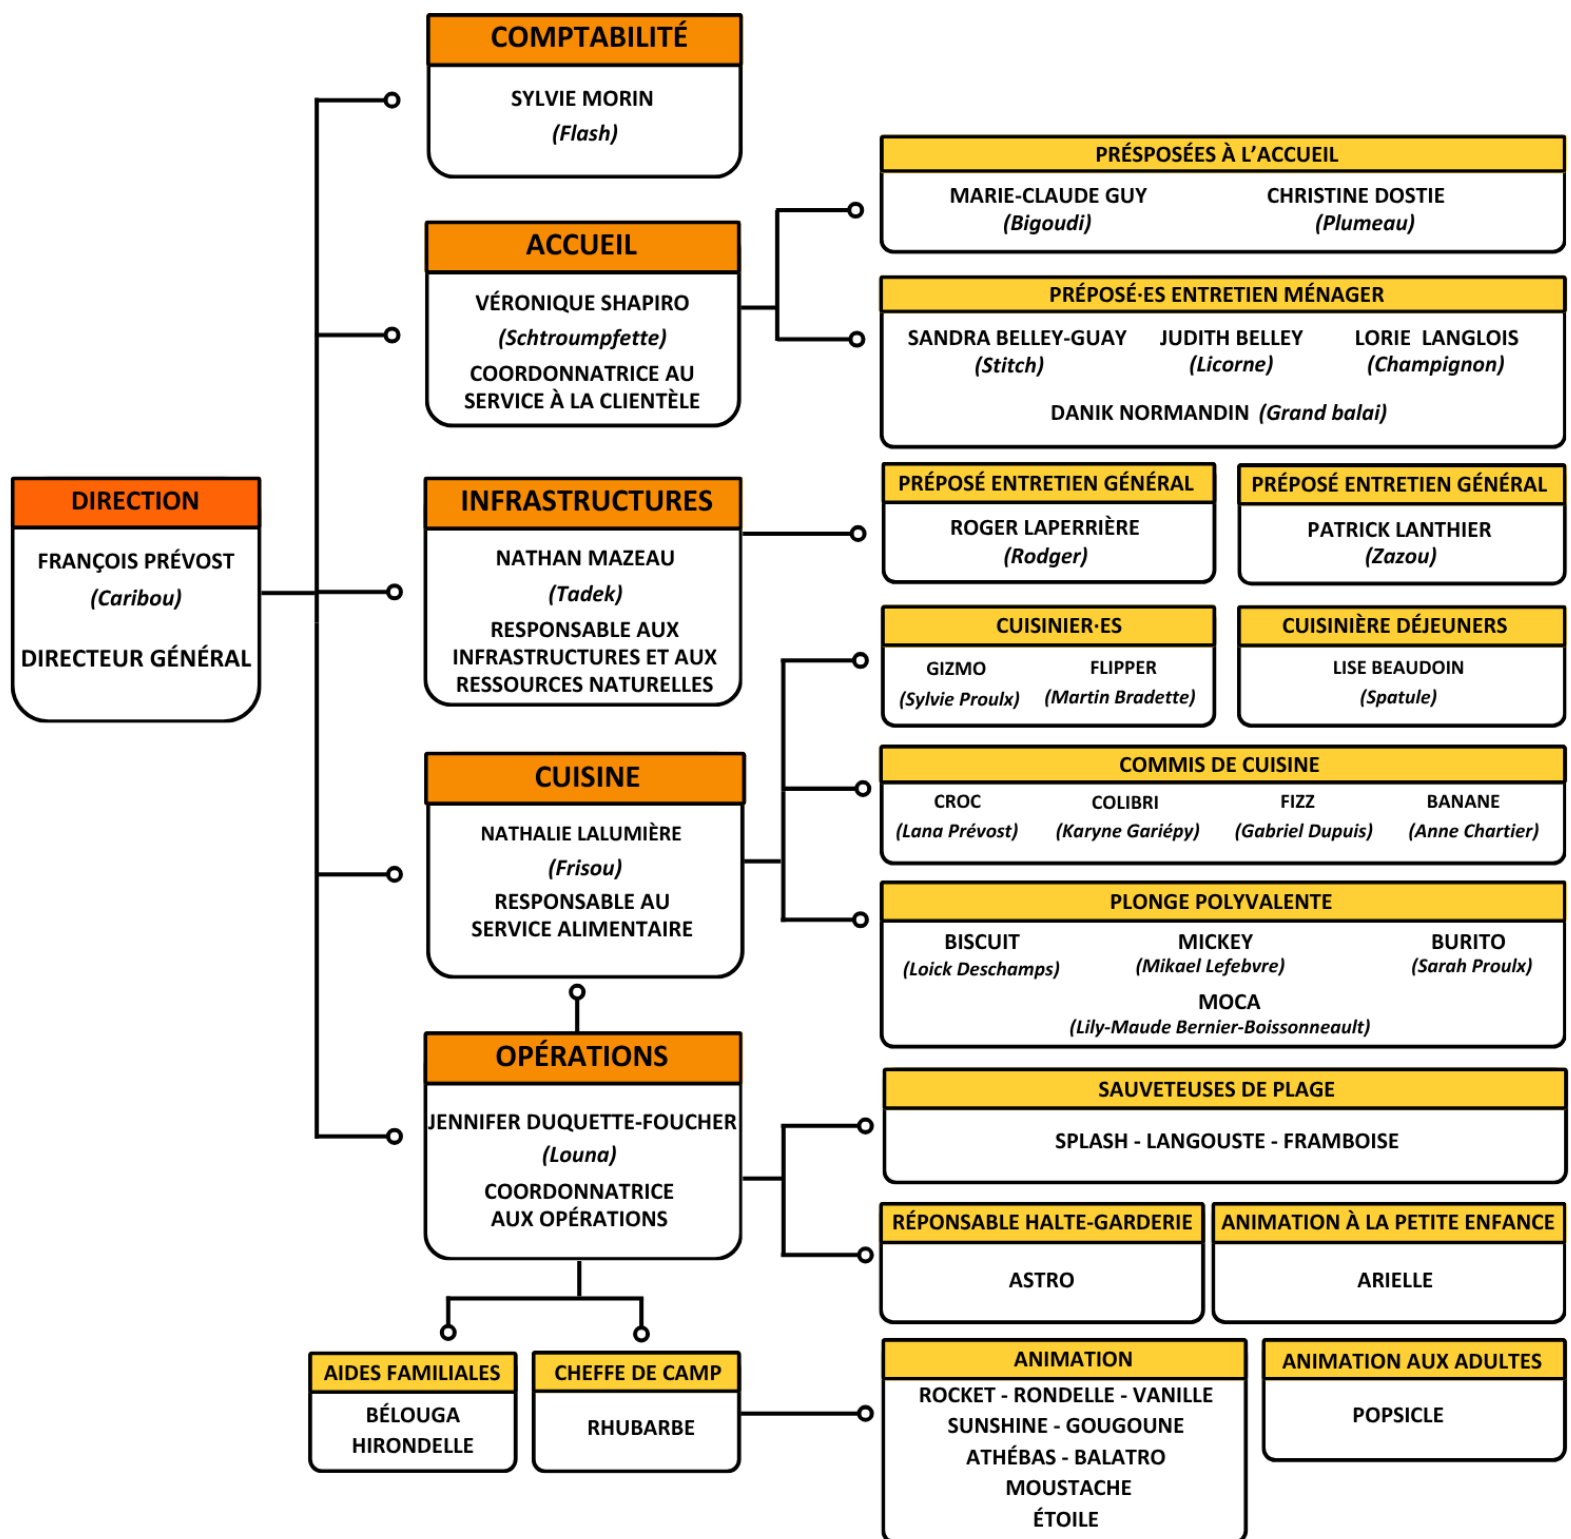 COMPTABILITÉ
SYLVIE MORIN
(Flash)
ACCUEIL
VÉRONIQUE SHAPIRO
(Schtroumpfette)
COORDONNATRICE AU
SERVICE À LA CLIENTÈLE
PRÉSPOSÉES À L’ACCUEIL
MARIE-CLAUDE GUY
(Bigoudi)
CHRISTINE DOSTIE
(Plumeau)
PRÉPOSÉ·ES ENTRETIEN MÉNAGER
SANDRA BELLEY-GUAY
(Stitch)
JUDITH BELLEY
(Licorne)
LORIE LANGLOIS
(Champignon)
DANIK NORMANDIN (Grand balai)
DIRECTION
FRANÇOIS PRÉVOST
(Caribou)
DIRECTEUR GÉNÉRAL
INFRASTRUCTURES
NATHAN MAZEAU
(Tadek)
RESPONSABLE AUX
INFRASTRUCTURES ET AUX
RESSOURCES NATURELLES
PRÉPOSÉ ENTRETIEN GÉNÉRAL
ROGER LAPERRIÈRE
(Rodger)
PRÉPOSÉ ENTRETIEN GÉNÉRAL
PATRICK LANTHIER
(Zazou)
CUISINE
NATHALIE LALUMIÈRE
(Frisou)
RESPONSABLE AU
SERVICE ALIMENTAIRE
CUISINIER·ES
GIZMO
(Sylvie Proulx)
FLIPPER
(Martin Bradette)
CUISINIÈRE DÉJEUNERS
LISE BEAUDOIN
(Spatule)
COMMIS DE CUISINE
CROC
(Lana Prévost)
COLIBRI
(Karyne Gariépy)
FIZZ
(Gabriel Dupuis)
BANANE
(Anne Chartier)
PLONGE POLYVALENTE
BISCUIT
(Loick Deschamps)
MICKEY
(Mikael Lefebvre)
BURITO
(Sarah Proulx)
MOCA
(Lily-Maude Bernier-Boissonneault)
OPÉRATIONS
JENNIFER DUQUETTE-FOUCHER
(Louna)
COORDONNATRICE
AUX OPÉRATIONS
SAUVETEUSES DE PLAGE
SPLASH - LANGOUSTE - FRAMBOISE
RÉPONSABLE HALTE-GARDERIE
ASTRO
ANIMATION À LA PETITE ENFANCE
ARIELLE
AIDES FAMILIALES
BÉLOUGA
HIRONDELLE
CHEFFE DE CAMP
RHUBARBE
ANIMATION
ROCKET - RONDELLE - VANILLE
SUNSHINE - GOUGOUNE
ATHÉBAS - BALATRO
MOUSTACHE
ÉTOILE
ANIMATION AUX ADULTES
POPSICLE